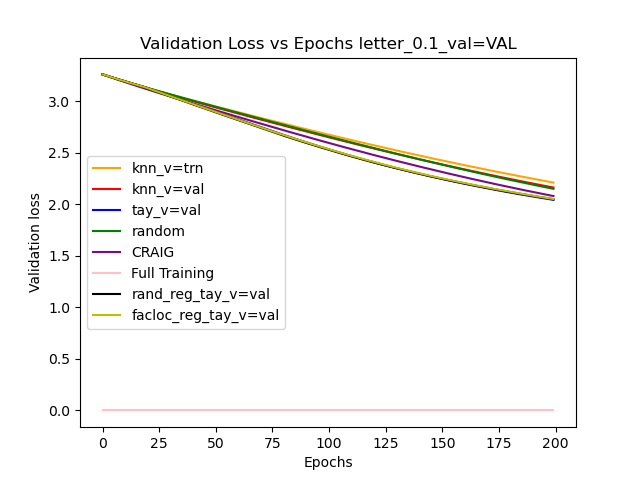 Validation Loss vs Epochs letter_0.1_val=VAL
Validation loss
3.0
2.5
2.0
1.5
1.0
0.5
0.0
knn_v=trn
knn_v=val
tay_v=val
random
CRAIG
Full Training
rand_reg_tay_v=val
facloc_reg_tay_v=val
0 25 50 75 100 125 150 175 200
Epochs